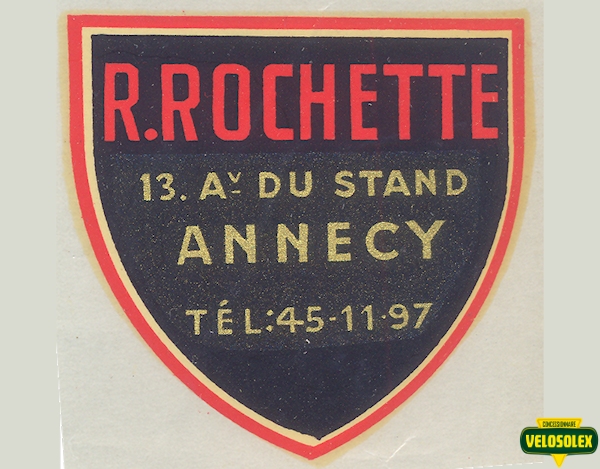 R.ROCHETTE
13. Av DU STAND
ANNECY
TÉL:45-11-97
CONCESSIONNAIRE
VELOSOLEX